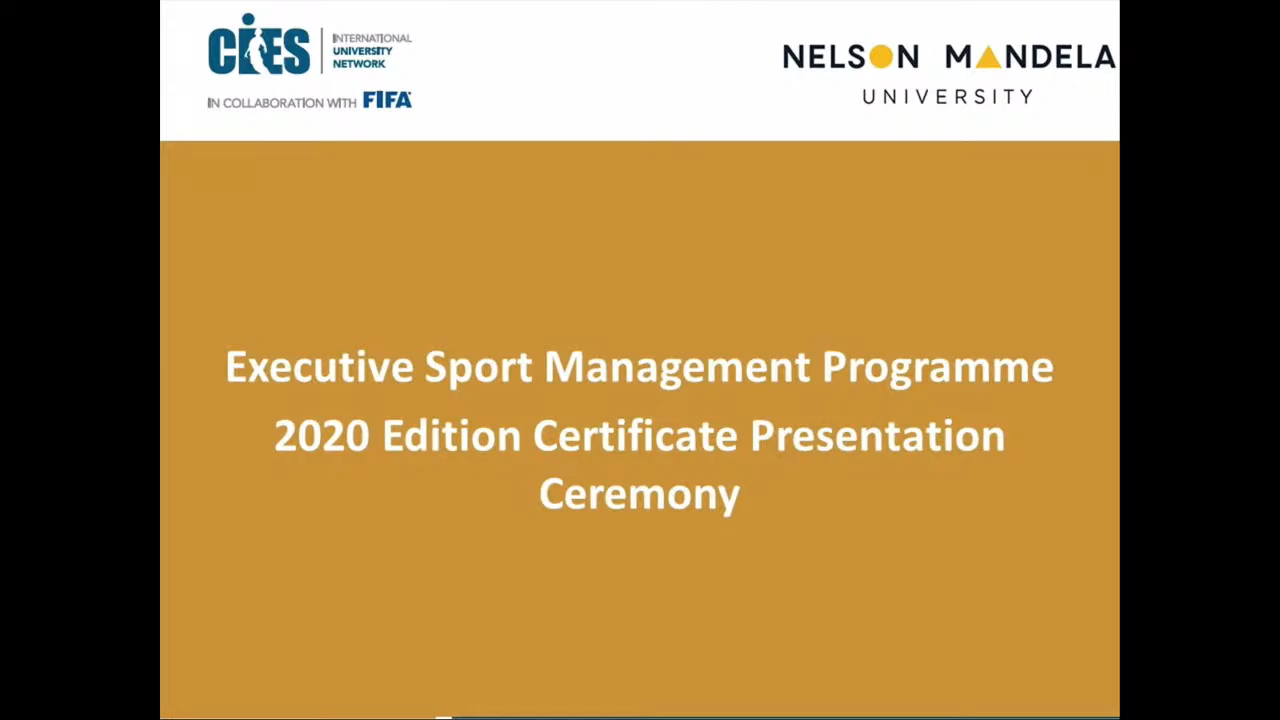 CIES
INTERNATIONAL
UNIVERSITY
NETWORK
IN COLLABORATION WITH FIFA
NELSON MANDELA
UNIVERSITY
Executive Sport Management Programme
2020 Edition Certificate Presentation
Ceremony